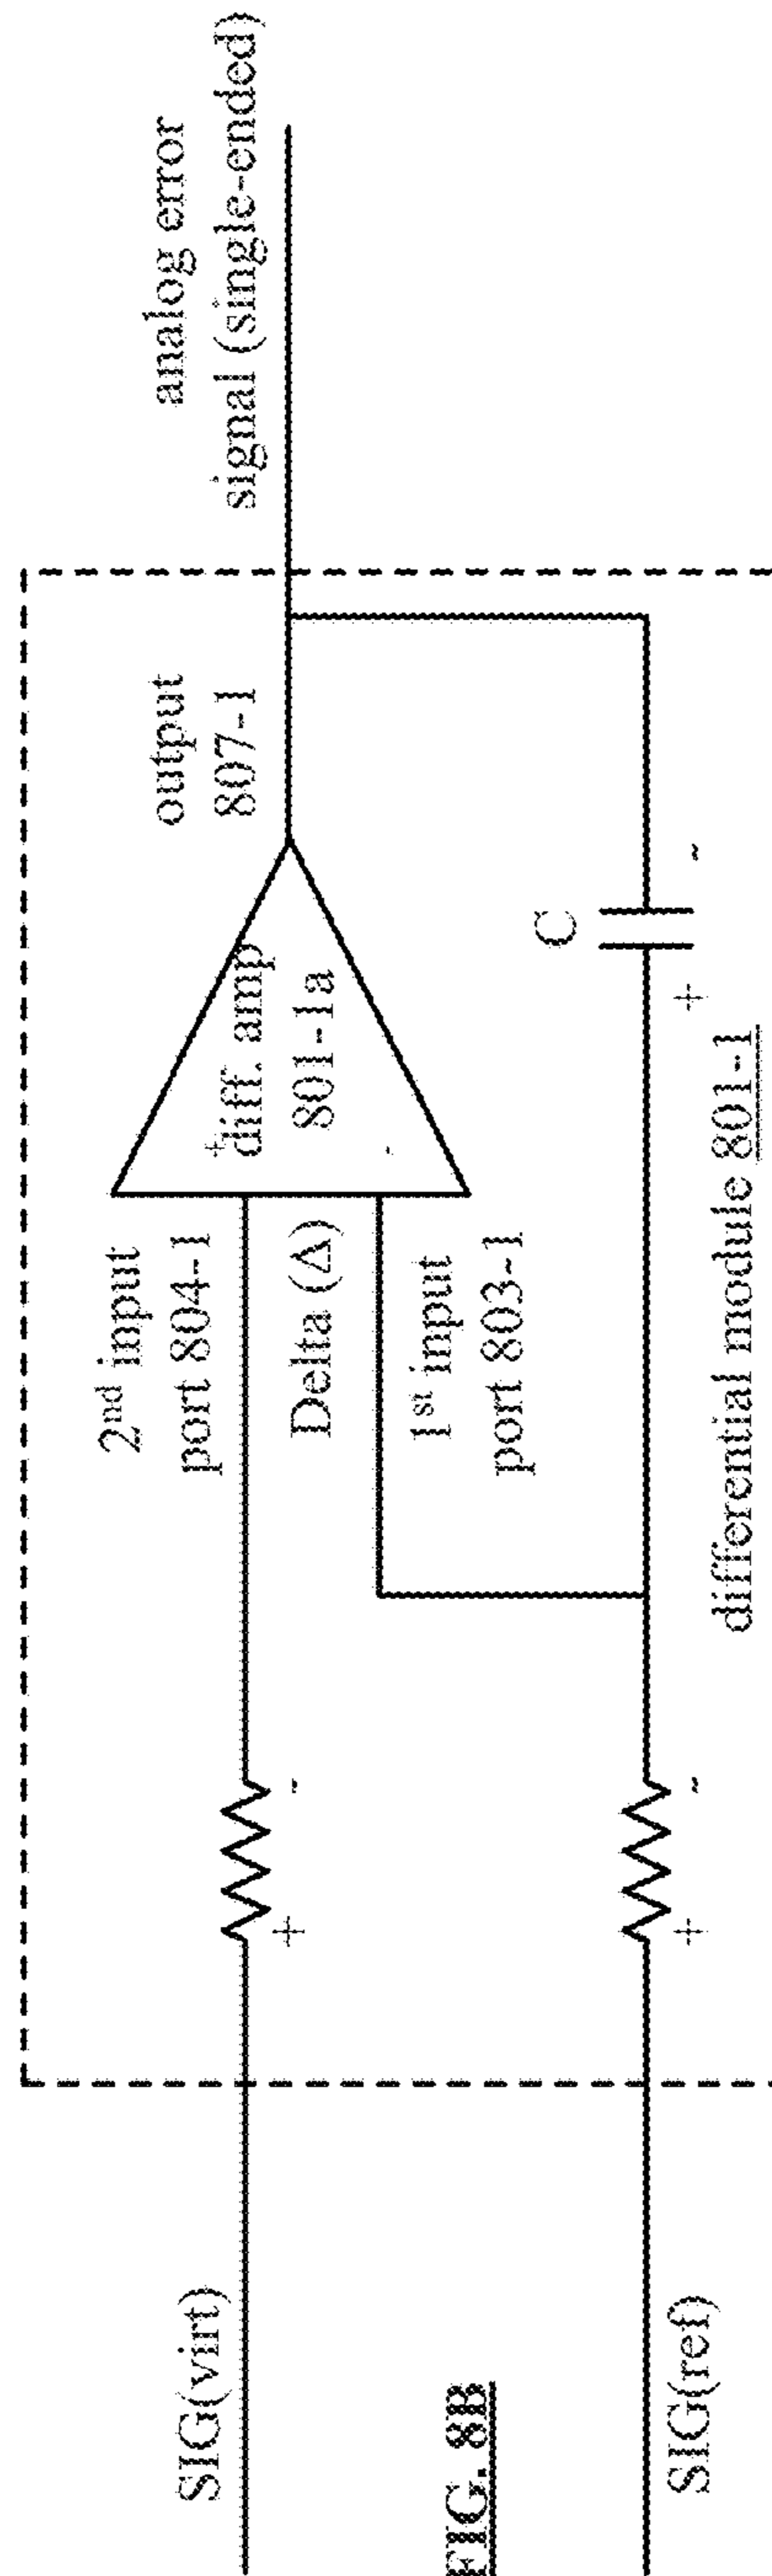 analog error
signal (single-ended)
output
807-1
+
diff. amp
801-1a
-
2nd input
port 804-1
Delta (Δ)
1st input
port 803-1
C
+
-
+
-
+
-
differential module 801-1
SIG(virt)
SIG(ref)
FIG. 8B